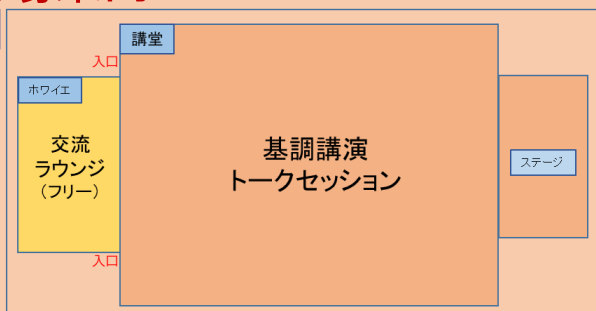 講堂
入口
ホワイエ
交流
ラウンジ
（フリー）
基調講演
トークセッション
ステージ
入口